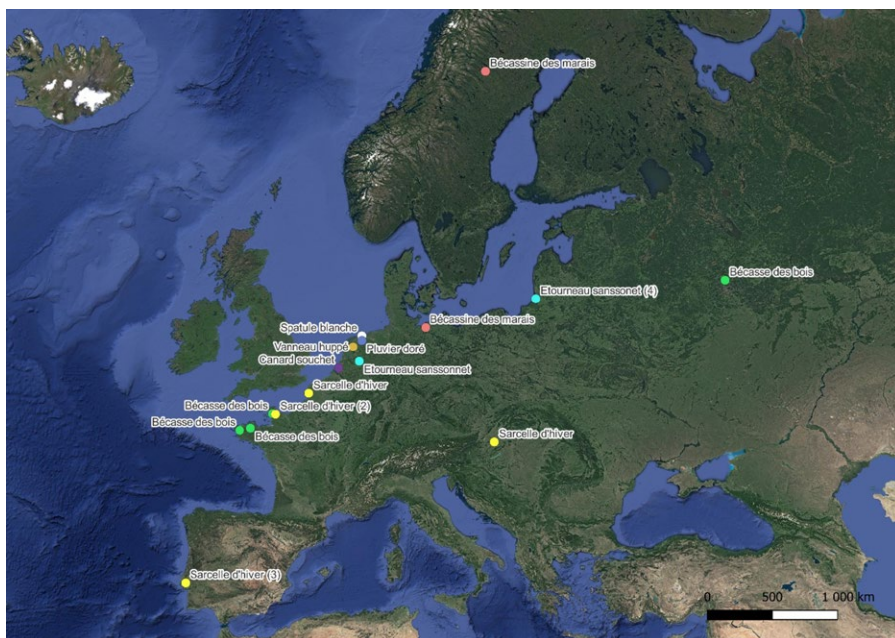 Bécassine des marais
Bécasse des bois
Etourneau sanssonet (4)
Bécassine des marais
Spatule blanche
Vanneau huppé
Pluvier doré
Canard souchet
Etourneau sanssonnet
Sarcelle d'hiver
Bécasse des bois
Sarcelle d'hiver (2)
Bécasse des bois
Bécasse des bois
Sarcelle d'hiver
Sarcelle d'hiver (3)
0 500 1 000 km